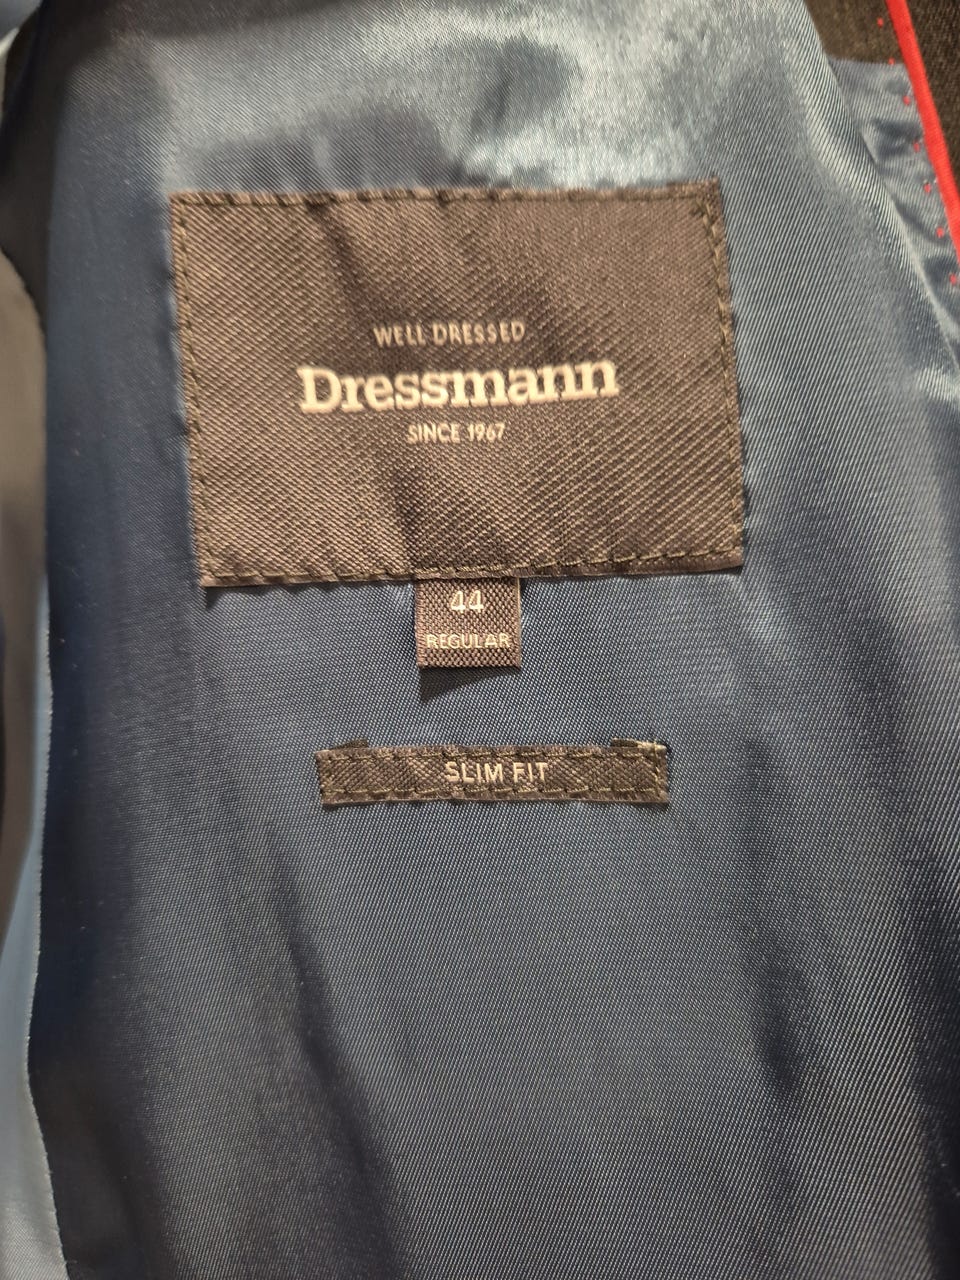 WELL DRESSED
Dressmann
SINCE 1967
44
REGULAR
SLIM FIT